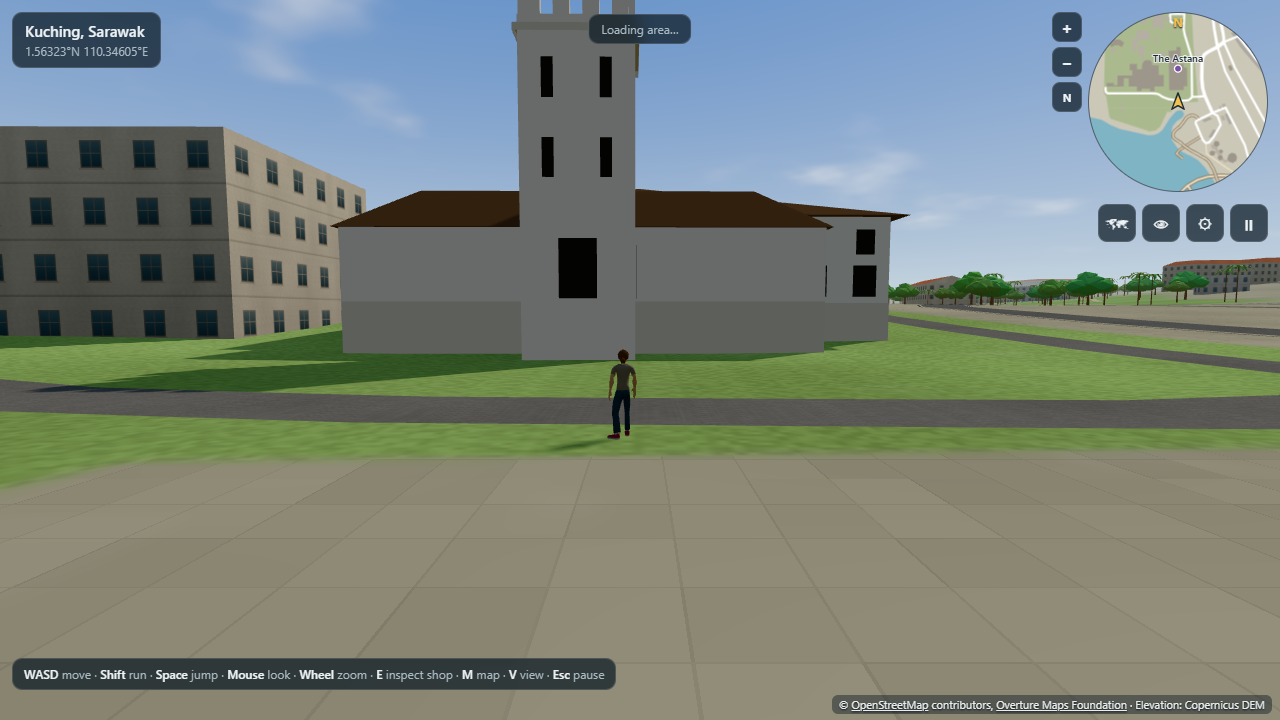 Kuching, Sarawak
1.56323°N 110.34605°E
Loading area...
+
−
N
N
The Astana
WASD move · Shift run · Space jump · Mouse look · Wheel zoom · E inspect shop · M map · V view · Esc pause
© OpenStreetMap contributors, Overture Maps Foundation · Elevation: Copernicus DEM